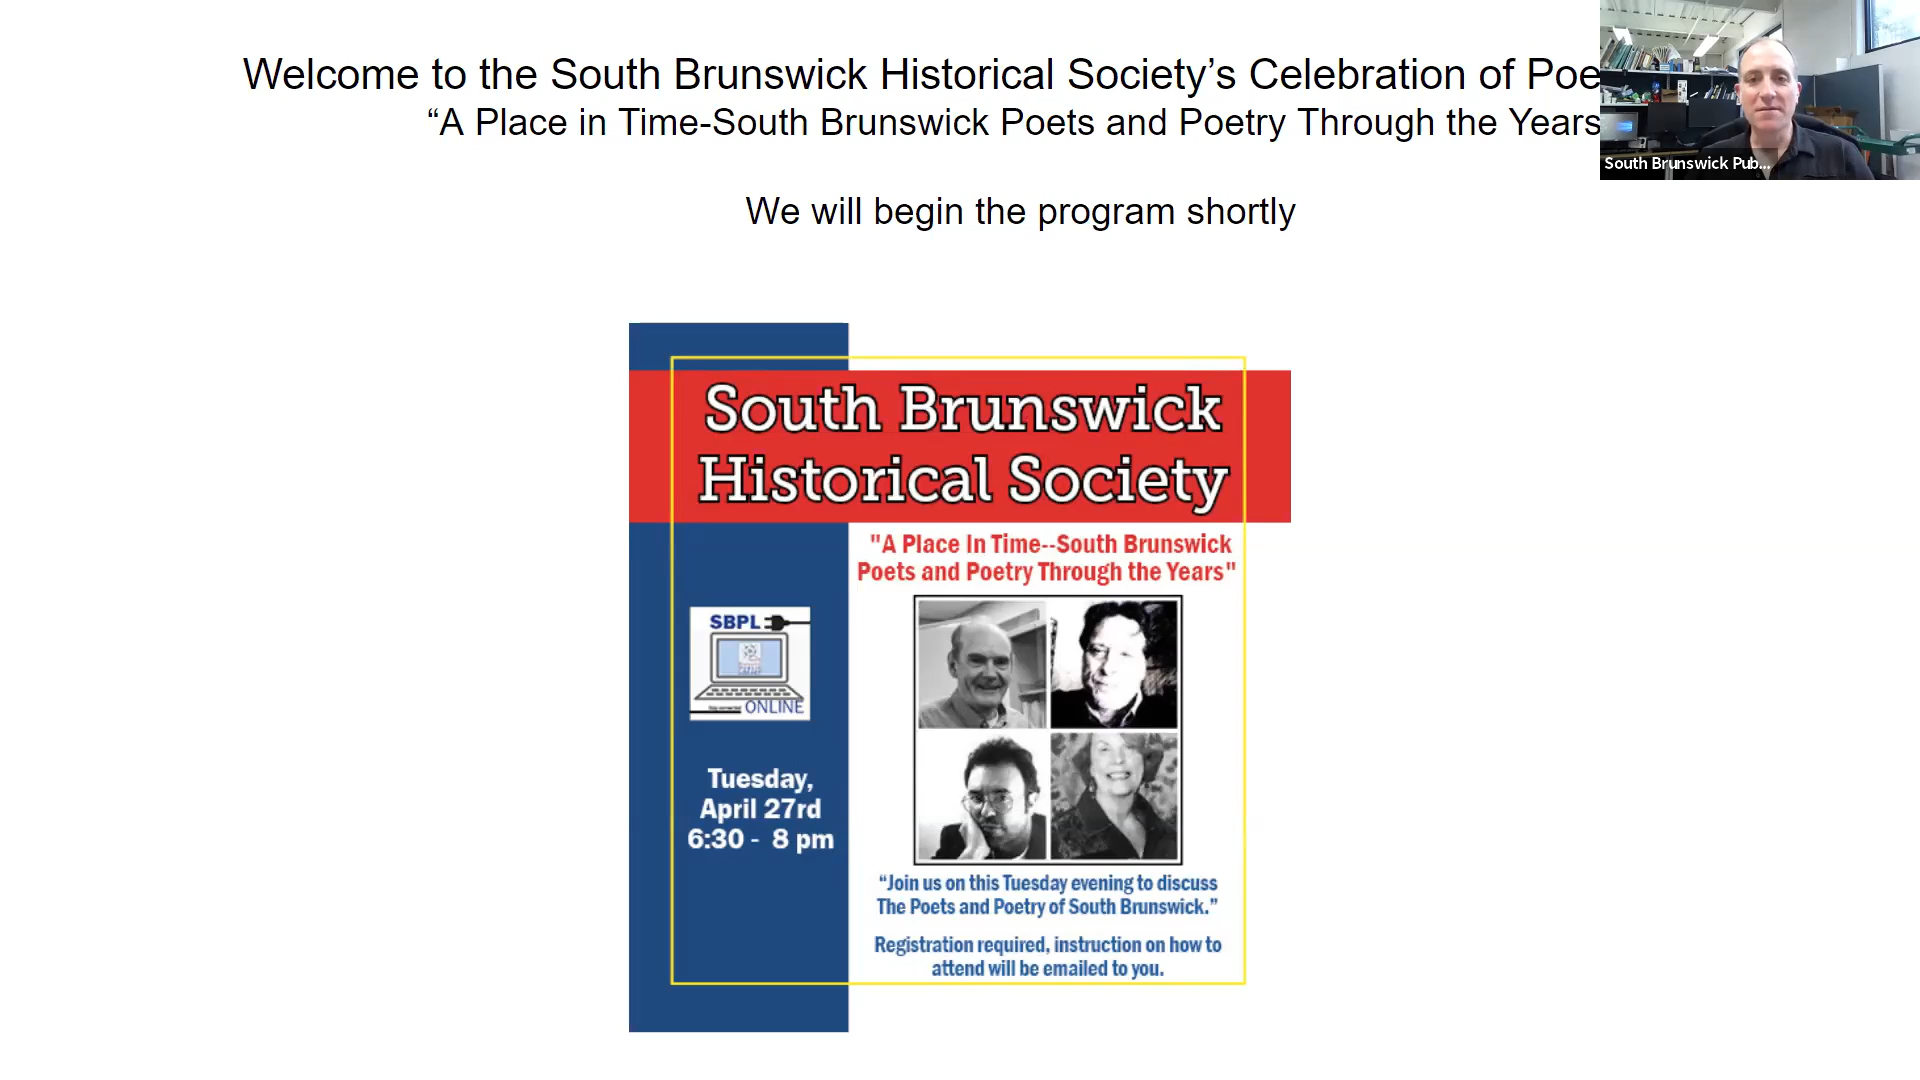 Welcome to the South Brunswick Historical Society’s Celebration of Poe
“A Place in Time-South Brunswick Poets and Poetry Through the Years
South Brunswick Pub...
We will begin the program shortly
South Brunswick
Historical Society
"A Place In Time--South Brunswick
Poets and Poetry Through the Years"
SBPL
ONLINE
Tuesday,
April 27rd
6:30 - 8 pm
“Join us on this Tuesday evening to discuss
The Poets and Poetry of South Brunswick.”
Registration required, instruction on how to
attend will be emailed to you.